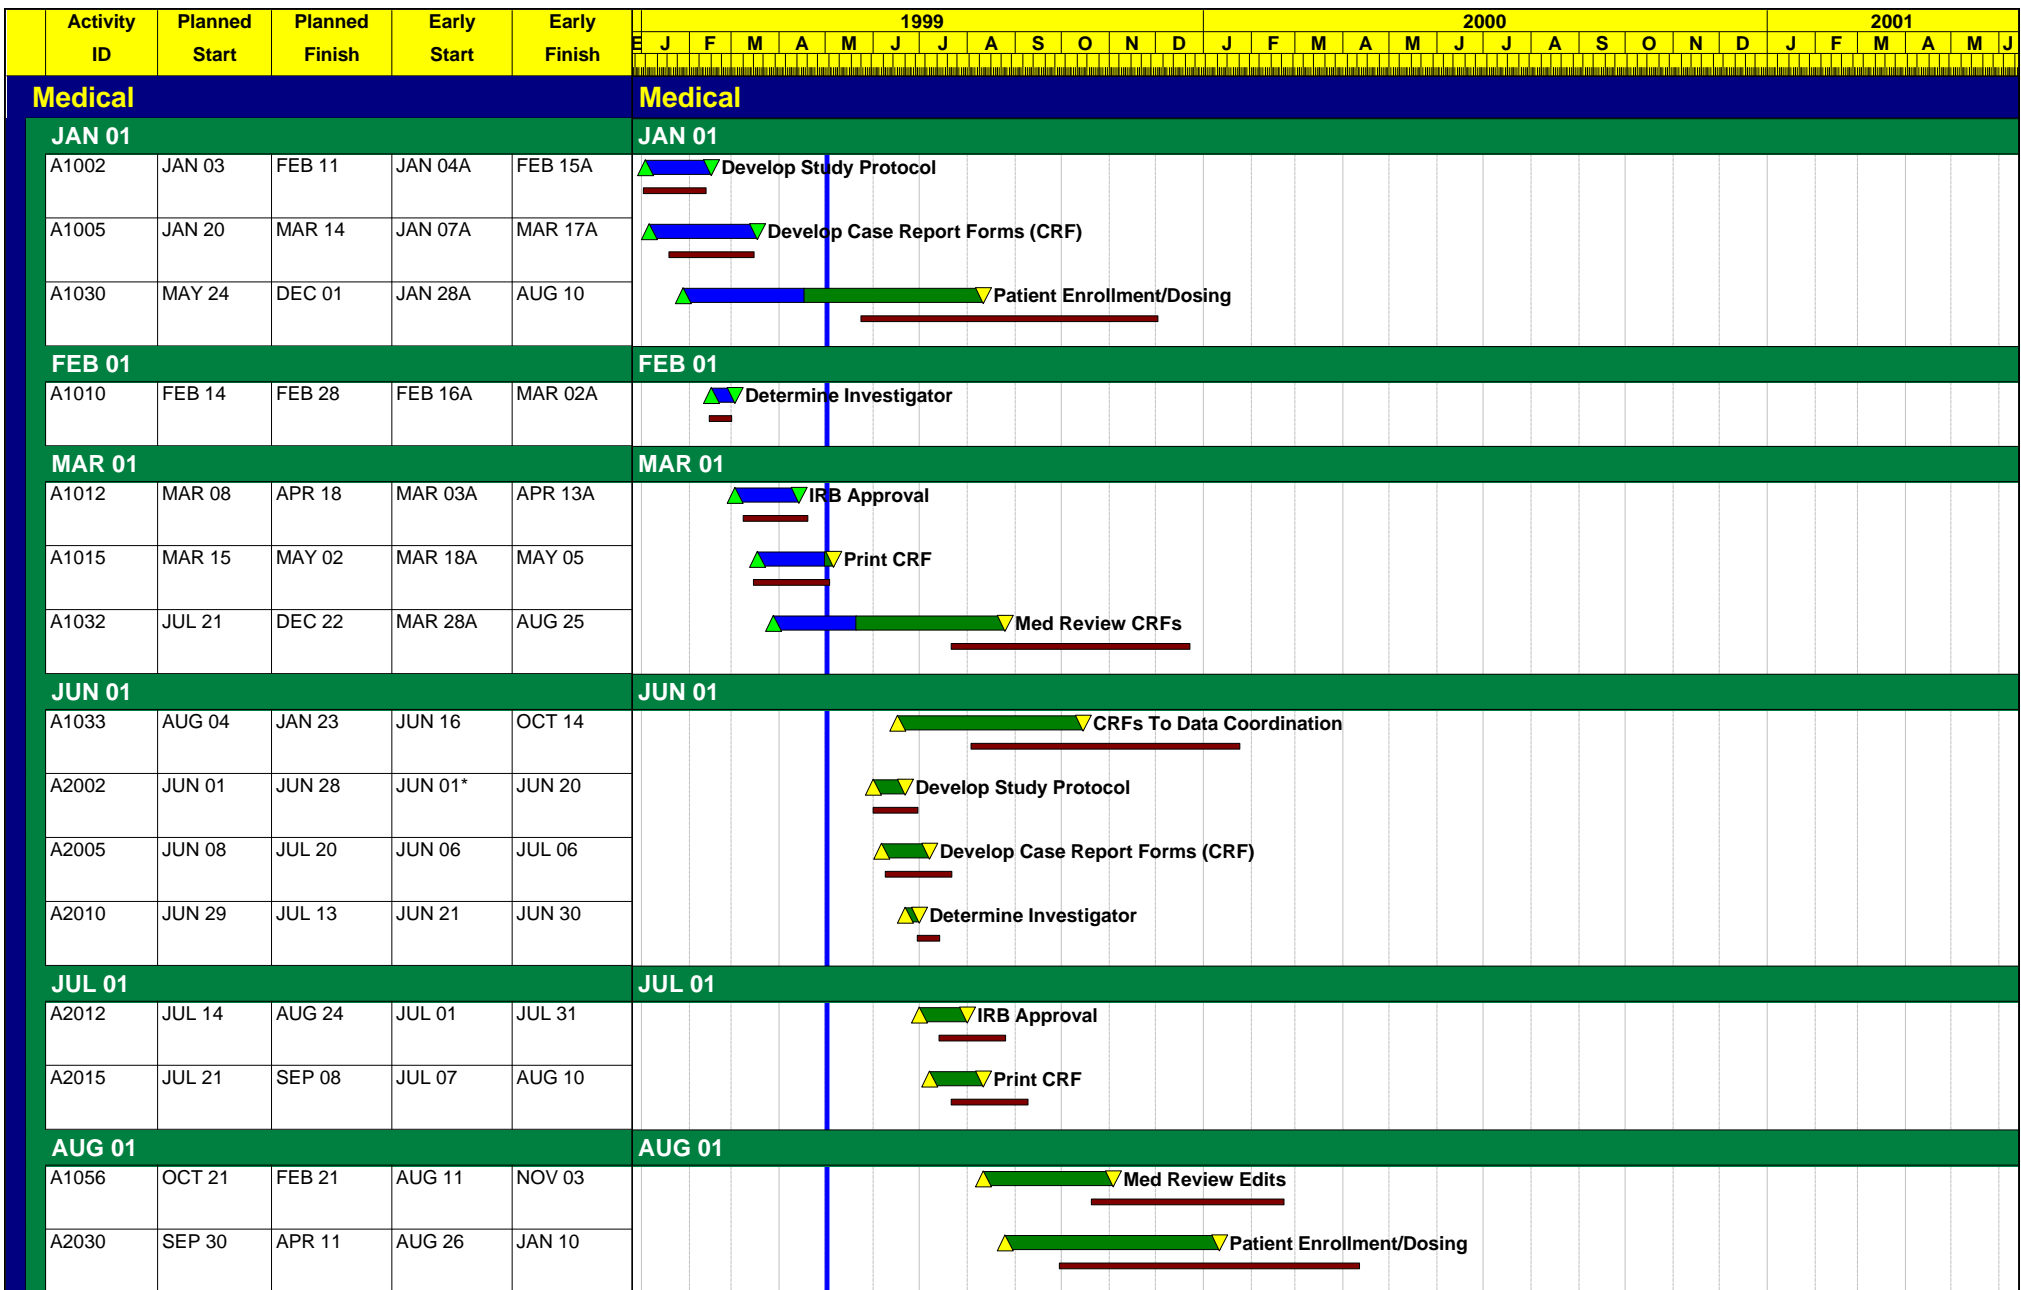 Activity Planned Planned Early Early 1999 2000 2001
ID Start Finish Start Finish E J F M A M J J A S O N D J F M A M J J A S O N D J F M A M J
Medical Medical
JAN 01 JAN 01
A1002 JAN 03 FEB 11 JAN 04A FEB 15A Develop Study Protocol
A1005 JAN 20 MAR 14 JAN 07A MAR 17A Develop Case Report Forms (CRF)
A1030 MAY 24 DEC 01 JAN 28A AUG 10 Patient Enrollment/Dosing
FEB 01 FEB 01
A1010 FEB 14 FEB 28 FEB 16A MAR 02A Determine Investigator
MAR 01 MAR 01
A1012 MAR 08 APR 18 MAR 03A APR 13A IRB Approval
A1015 MAR 15 MAY 02 MAR 18A MAY 05 Print CRF
A1032 JUL 21 DEC 22 MAR 28A AUG 25 Med Review CRFs
JUN 01 JUN 01
A1033 AUG 04 JAN 23 JUN 16 OCT 14 CRFs To Data Coordination
A2002 JUN 01 JUN 28 JUN 01* JUN 20 Develop Study Protocol
A2005 JUN 08 JUL 20 JUN 06 JUL 06 Develop Case Report Forms (CRF)
A2010 JUN 29 JUL 13 JUN 21 JUN 30 Determine Investigator
JUL 01 JUL 01
A2012 JUL 14 AUG 24 JUL 01 JUL 31 IRB Approval
A2015 JUL 21 SEP 08 JUL 07 AUG 10 Print CRF
AUG 01 AUG 01
A1056 OCT 21 FEB 21 AUG 11 NOV 03 Med Review Edits
A2030 SEP 30 APR 11 AUG 26 JAN 10 Patient Enrollment/Dosing